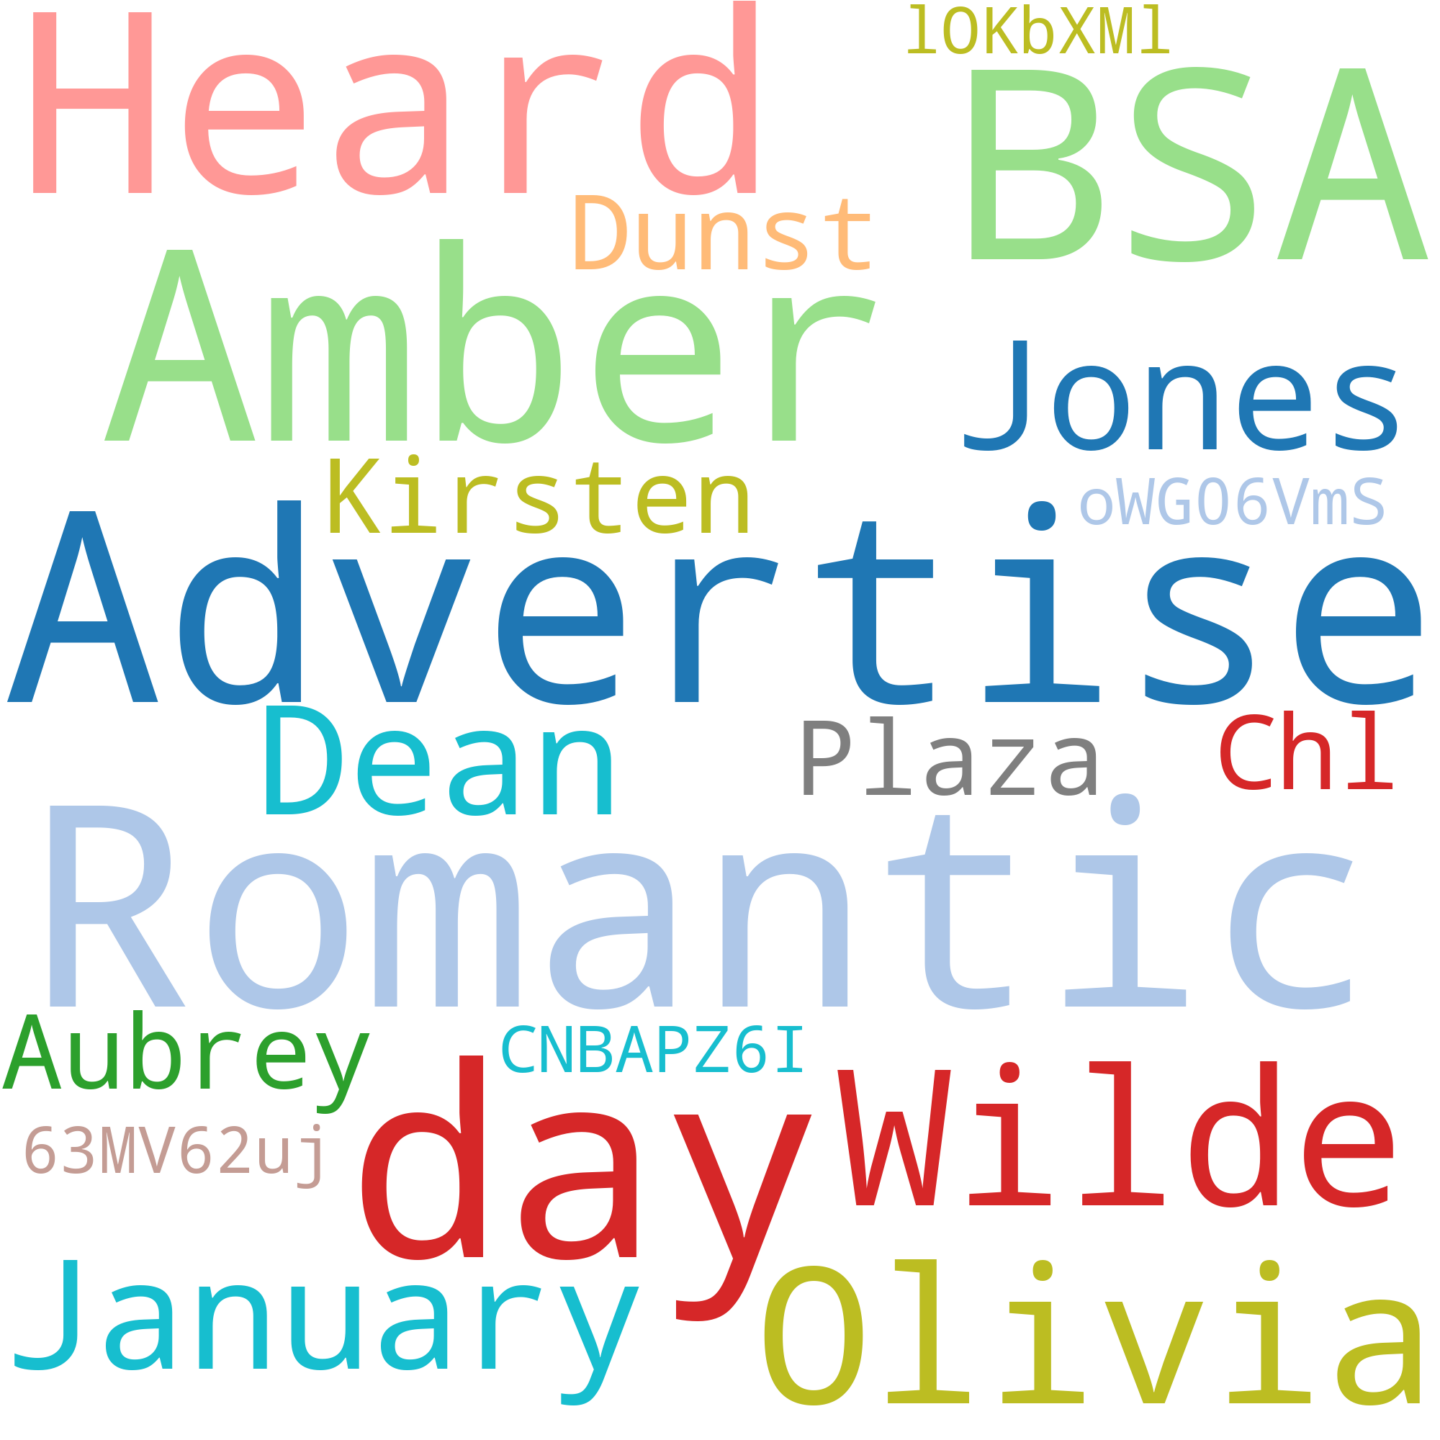 Heard
lOKbXMl
BSA
Dunst
Amber
Jones
Kirsten
oWGO6VmS
Advertise
Dean
Plaza
Chl
Romantic
Aubrey
CNBAPZ6I
day
Wilde
63MV62uj
January
Olivia